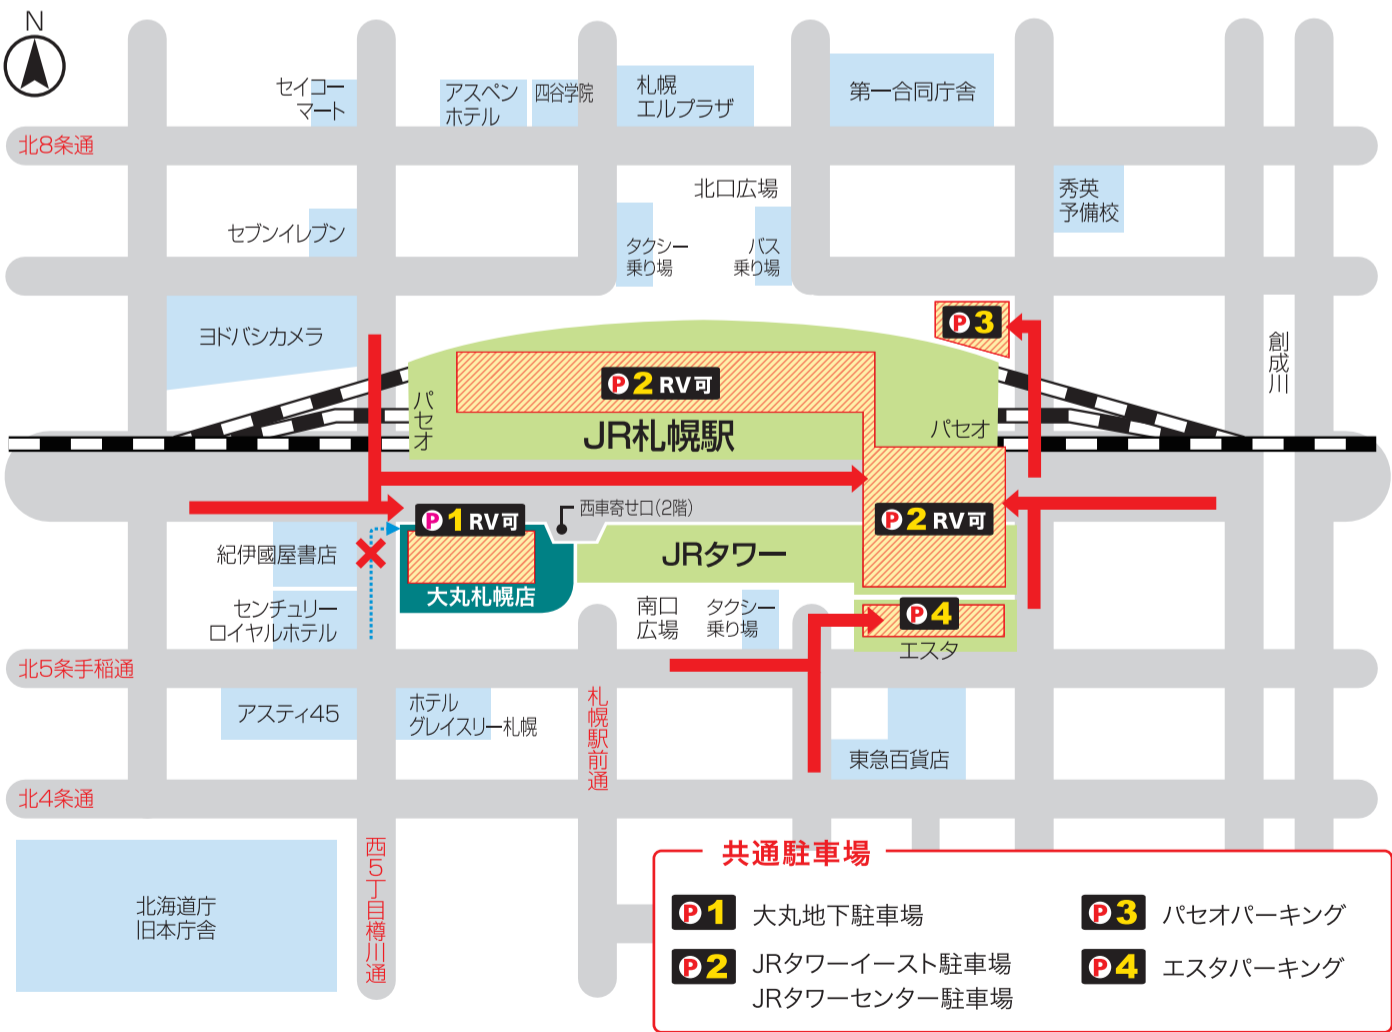 N
セイコー
マート
アスペン
ホテル
四谷学院
札幌
エルプラザ
第一合同庁舎
北8条通
北口広場
秀英
予備校
セブンイレブン
タクシー
乗り場
バス
乗り場
ヨドバシカメラ
P3
創成川
P2 RV可
パセオ
JR札幌駅
パセオ
西車寄せ口(2階)
P1 RV可
P2 RV可
紀伊國屋書店
JRタワー
大丸札幌店
センチュリー
ロイヤルホテル
南口
広場
タクシー
乗り場
P4
エスタ
北5条手稲通
アスティ45
ホテル
グレイスリー札幌
札幌駅前通
東急百貨店
北4条通
西5丁目樽川通
北海道庁
旧本庁舎
共通駐車場
P1 大丸地下駐車場
P2 JRタワーイースト駐車場
JRタワーセンター駐車場
P3 パセオパーキング
P4 エスタパーキング